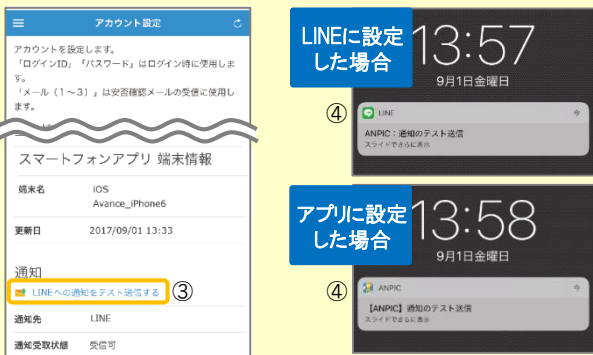 アカウント設定
アカウントを設定します。
「ログインID」「パスワード」はログイン時に使用しま
す。
「メール（1～3）」は安否確認メールの受信に使用し
ます。
スマートフォンアプリ 端末情報
端末名 iOS
Avance_iPhone6
更新日 2017/09/01 13:33
通知
LINEへの通知をテスト送信する ③
通知先 LINE
通知受取状態 受信可
LINEに設定
した場合
13:57
9月1日金曜日
④
LINE 今
ANPIC：通知のテスト送信
スライドでさらに表示
アプリに設定
した場合
13:58
9月1日金曜日
④
ANPIC 今
【ANPIC】通知のテスト送信
スライドでさらに表示